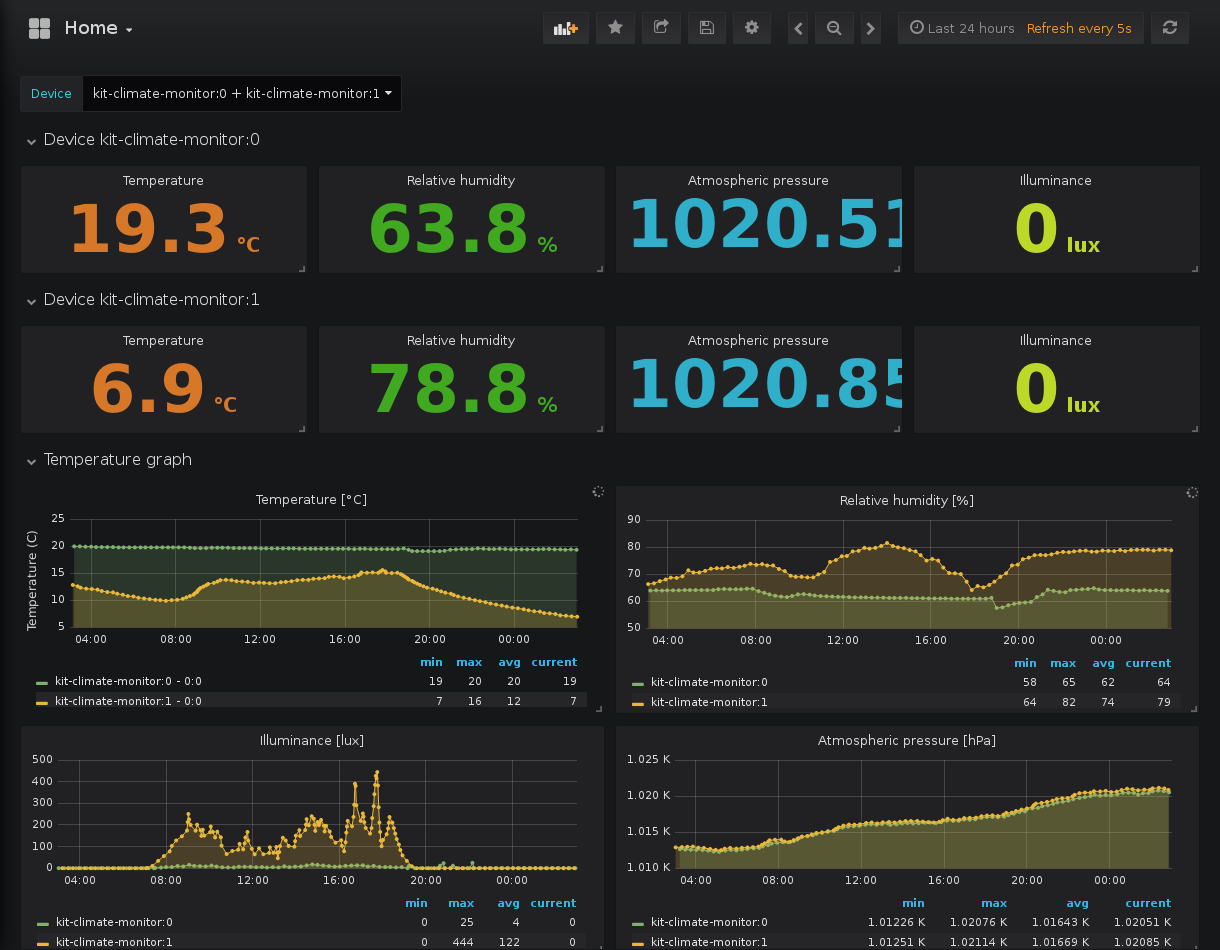 Home
Last 24 hours Refresh every 5s
Device kit-climate-monitor:0 + kit-climate-monitor:1
Device kit-climate-monitor:0
Temperature Relative humidity Atmospheric pressure Illuminance
19.3 °C 63.8 % 1020.51 0 lux
Device kit-climate-monitor:1
Temperature Relative humidity Atmospheric pressure Illuminance
6.9 °C 78.8 % 1020.85 0 lux
Temperature graph
Temperature [°C]
Temperature (C)
25
20
15
10
5
04:00 08:00 12:00 16:00 20:00 00:00
min max avg current
kit-climate-monitor:0 - 0:0 19 20 20 19
kit-climate-monitor:1 - 0:0 7 16 12 7
Relative humidity [%]
90
80
70
60
50
04:00 08:00 12:00 16:00 20:00 00:00
min max avg current
kit-climate-monitor:0 58 65 62 64
kit-climate-monitor:1 64 82 74 79
Illuminance [lux]
500
400
300
200
100
0
04:00 08:00 12:00 16:00 20:00 00:00
min max avg current
kit-climate-monitor:0 0 25 4 0
kit-climate-monitor:1 0 444 122 0
Atmospheric pressure [hPa]
1.025 K
1.020 K
1.015 K
1.010 K
04:00 08:00 12:00 16:00 20:00 00:00
min max avg current
kit-climate-monitor:0 1.01226 K 1.02076 K 1.01643 K 1.02051 K
kit-climate-monitor:1 1.01251 K 1.02114 K 1.01669 K 1.02085 K